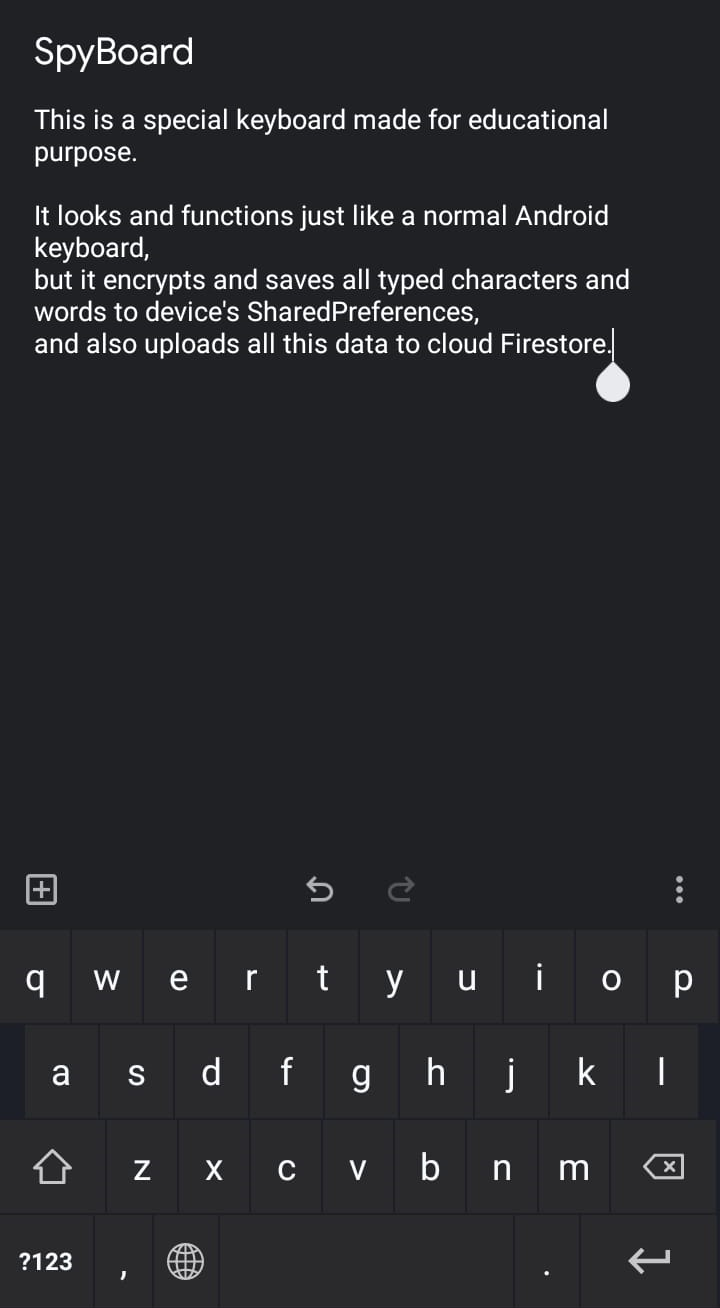 SpyBoard
This is a special keyboard made for educational
purpose.
It looks and functions just like a normal Android
keyboard,
but it encrypts and saves all typed characters and
words to device's SharedPreferences,
and also uploads all this data to cloud Firestore.
q w e r t y u i o p
a s d f g h j k l
z x c v b n m
?123 , .